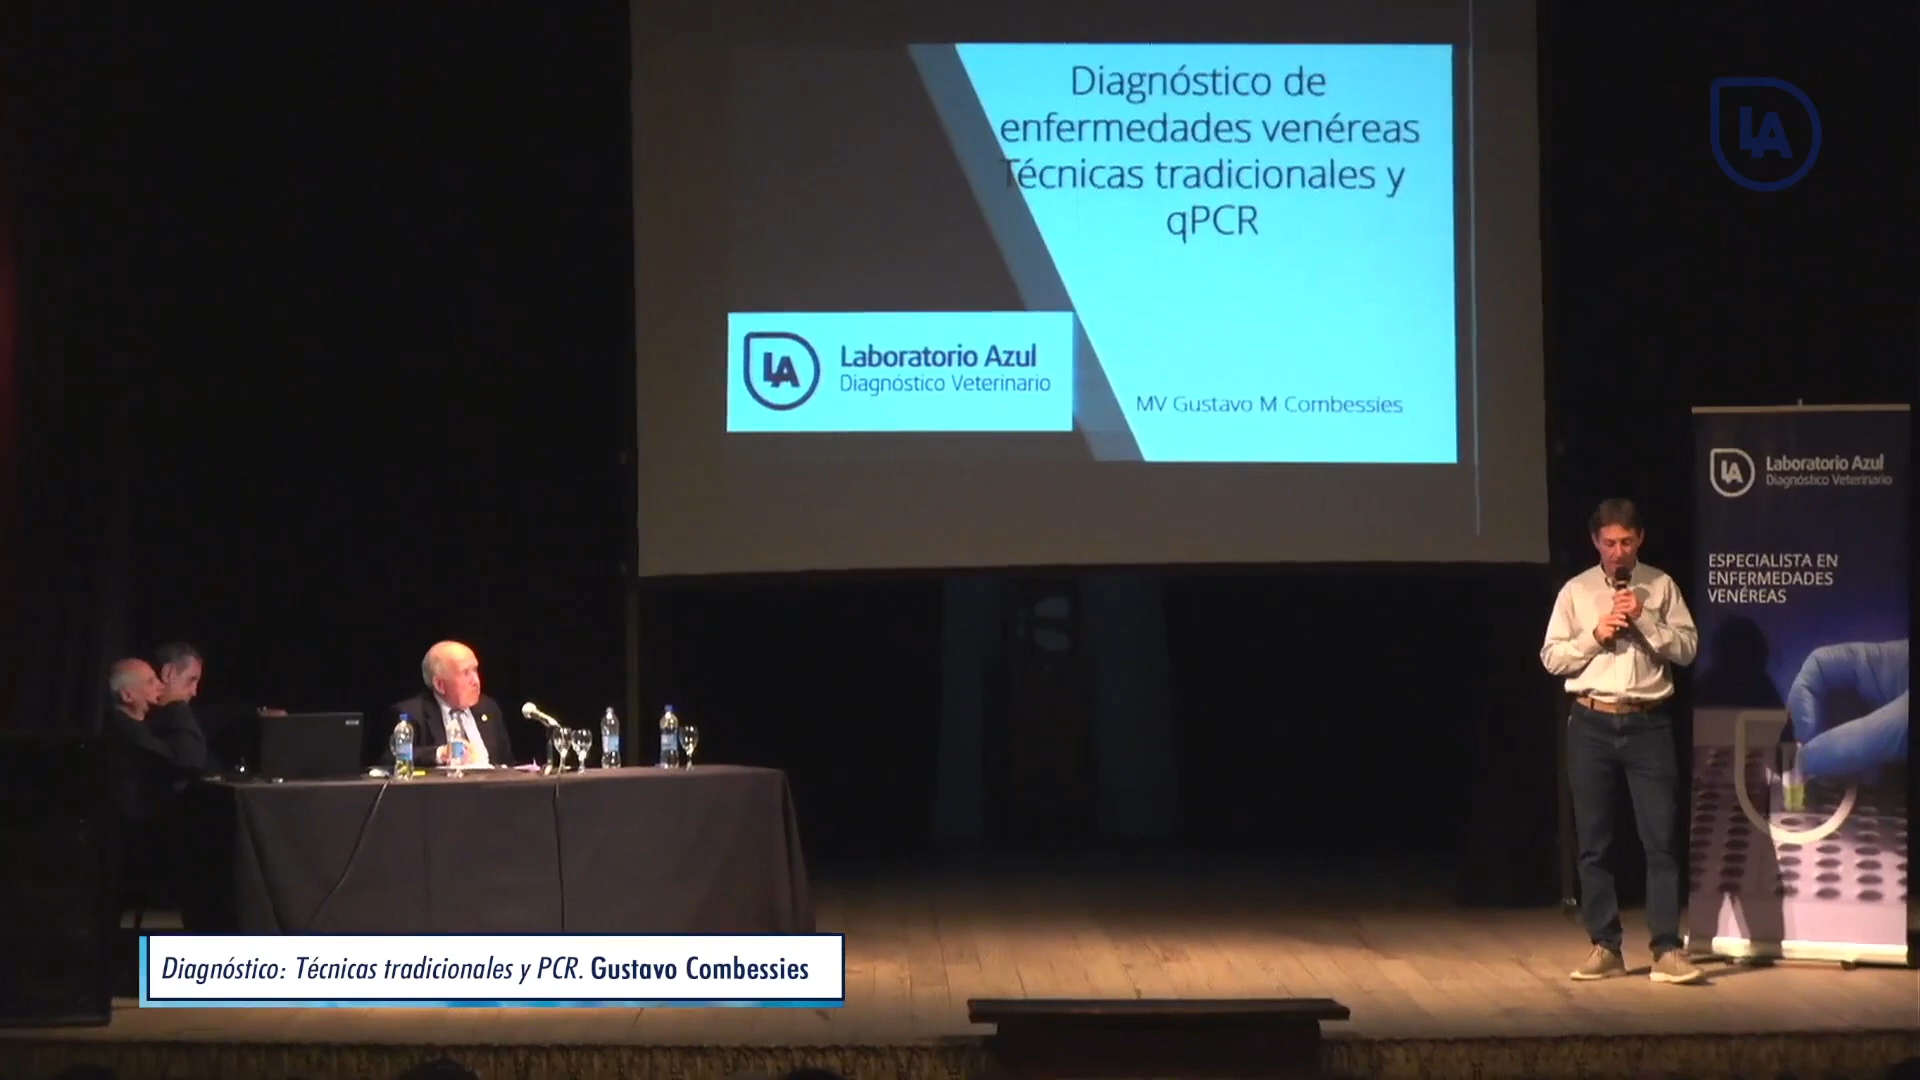 Diagnóstico de
enfermedades venéreas
Técnicas tradicionales y
qPCR
LA
Laboratorio Azul
Diagnóstico Veterinario
MV Gustavo M Combessies
LA
LA
Laboratorio Azul
Diagnóstico Veterinario
ESPECIALISTA EN
ENFERMEDADES
VENÉREAS
Diagnóstico: Técnicas tradicionales y PCR. Gustavo Combessies